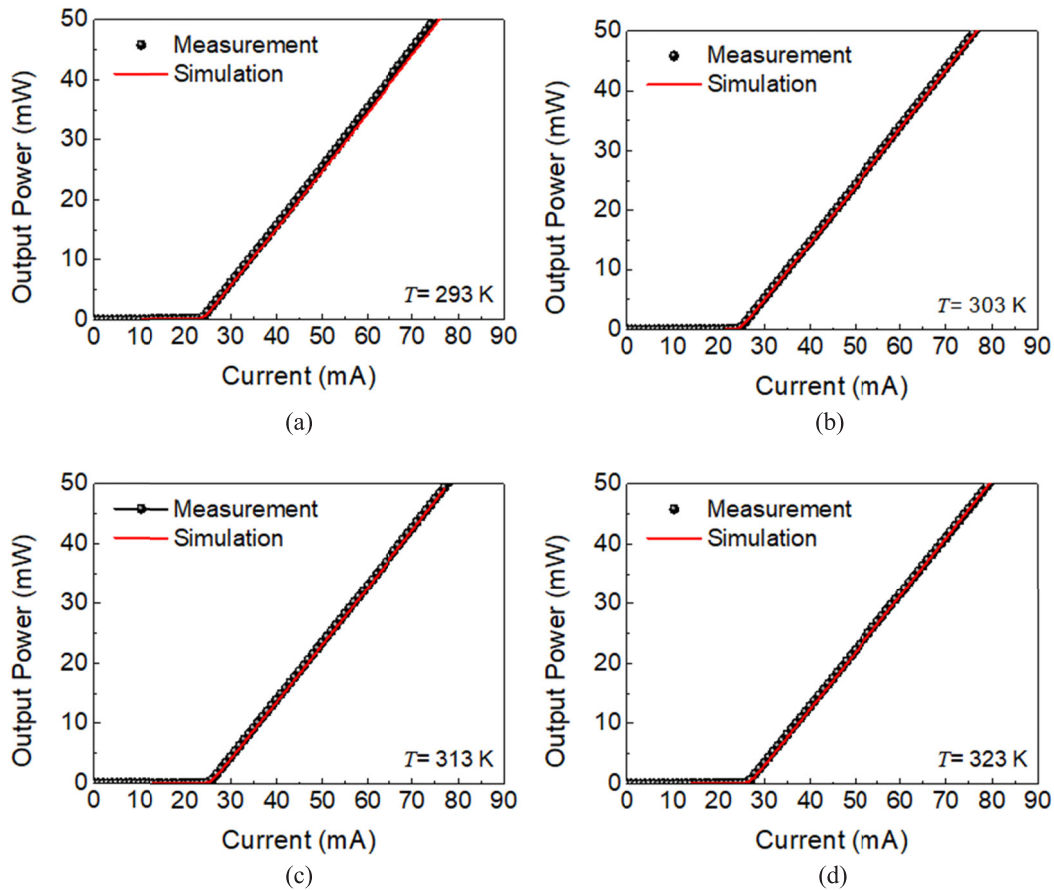 50
40
30
20
10
0
Output Power (mW)
Measurement
Simulation
T= 293 K
0 10 20 30 40 50 60 70 80 90
Current (mA)
(a)
50
40
30
20
10
0
Output Power (mW)
Measurement
Simulation
T= 303 K
0 10 20 30 40 50 60 70 80 90
Current (mA)
(b)
50
40
30
20
10
0
Output Power (mW)
Measurement
Simulation
T= 313 K
0 10 20 30 40 50 60 70 80 90
Current (mA)
(c)
50
40
30
20
10
0
Output Power (mW)
Measurement
Simulation
T= 323 K
0 10 20 30 40 50 60 70 80 90
Current (mA)
(d)